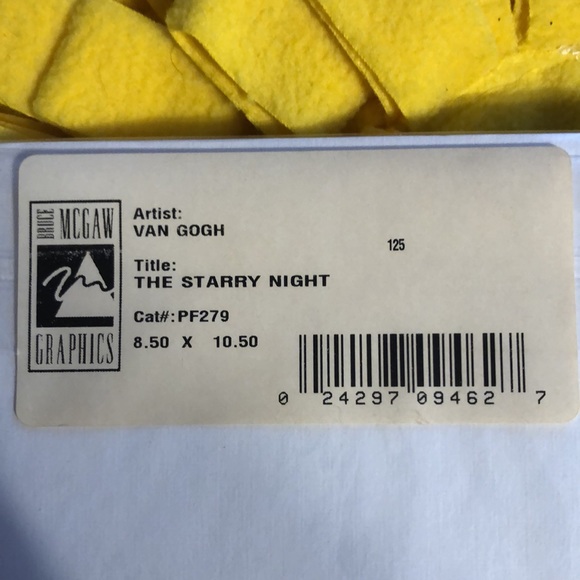 BRUCE
MCGAW
GRAPHICS
Artist:
VAN GOGH
125
Title:
THE STARRY NIGHT
Cat#:PF279
8.50 X 10.50
0 24297 09462 7